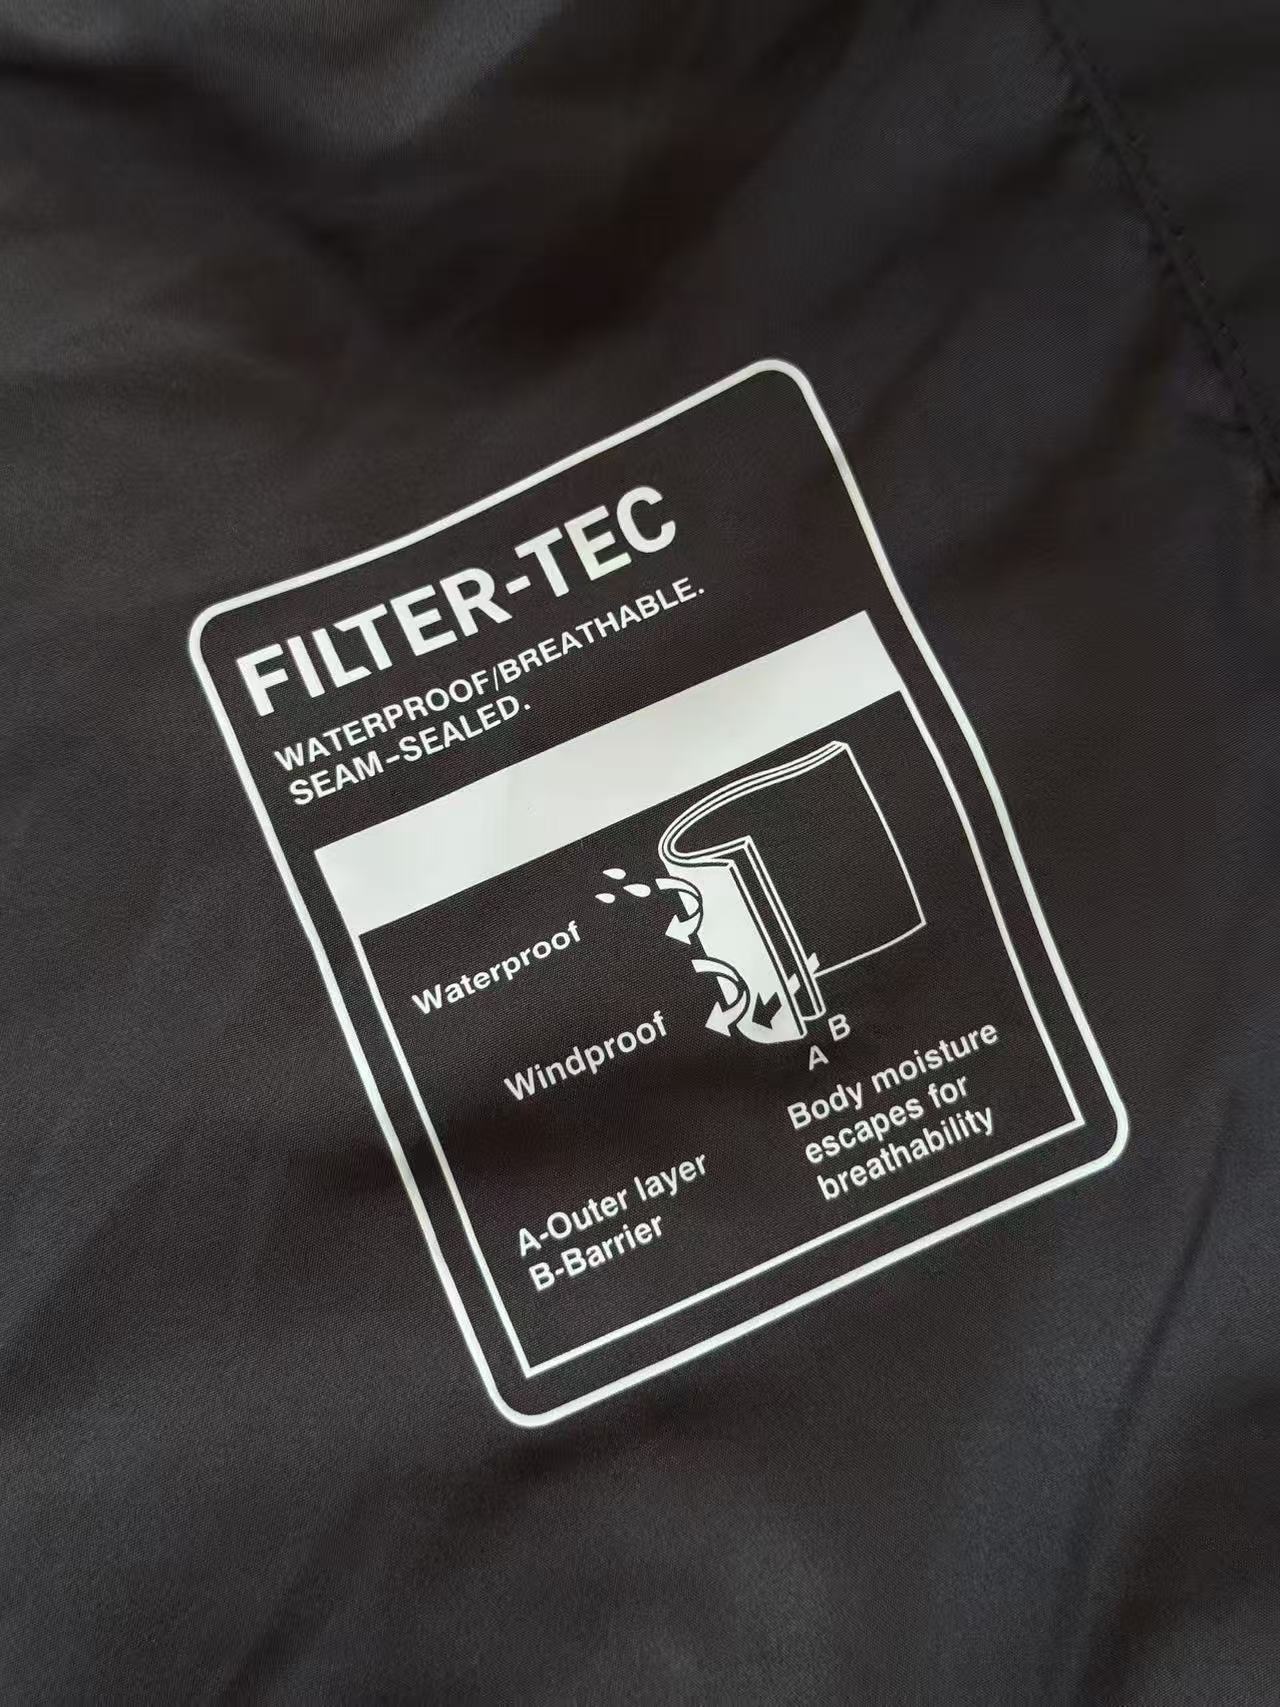 FILTER-TEC
WATERPROOF/BREATHABLE.
SEAM-SEALED.
Waterproof
Windproof
A
B
Body moisture
escapes for
breathability
A-Outer layer
B-Barrier